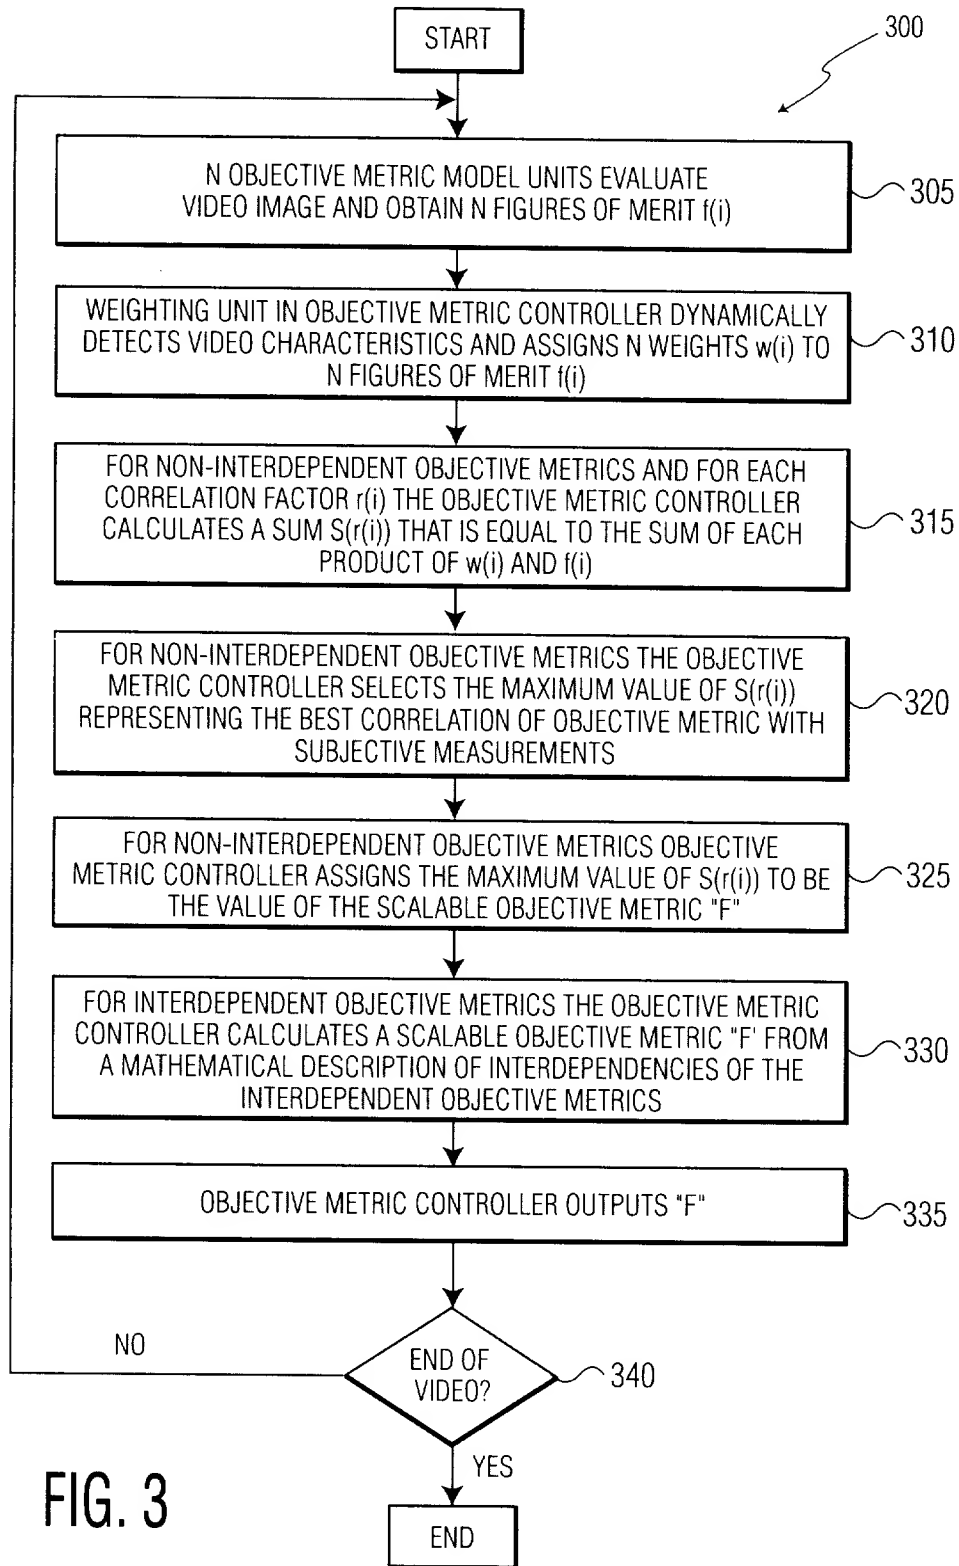 START
300
N OBJECTIVE METRIC MODEL UNITS EVALUATE
VIDEO IMAGE AND OBTAIN N FIGURES OF MERIT f(i)
305
WEIGHTING UNIT IN OBJECTIVE METRIC CONTROLLER DYNAMICALLY
DETECTS VIDEO CHARACTERISTICS AND ASSIGNS N WEIGHTS w(i) TO
N FIGURES OF MERIT f(i)
310
FOR NON-INTERDEPENDENT OBJECTIVE METRICS AND FOR EACH
CORRELATION FACTOR r(i) THE OBJECTIVE METRIC CONTROLLER
CALCULATES A SUM S(r(i)) THAT IS EQUAL TO THE SUM OF EACH
PRODUCT OF w(i) AND f(i)
315
FOR NON-INTERDEPENDENT OBJECTIVE METRICS THE OBJECTIVE
METRIC CONTROLLER SELECTS THE MAXIMUM VALUE OF S(r(i))
REPRESENTING THE BEST CORRELATION OF OBJECTIVE METRIC WITH
SUBJECTIVE MEASUREMENTS
320
FOR NON-INTERDEPENDENT OBJECTIVE METRICS OBJECTIVE
METRIC CONTROLLER ASSIGNS THE MAXIMUM VALUE OF S(r(i)) TO BE
THE VALUE OF THE SCALABLE OBJECTIVE METRIC "F"
325
FOR INTERDEPENDENT OBJECTIVE METRICS THE OBJECTIVE METRIC
CONTROLLER CALCULATES A SCALABLE OBJECTIVE METRIC "F' FROM
A MATHEMATICAL DESCRIPTION OF INTERDEPENDENCIES OF THE
INTERDEPENDENT OBJECTIVE METRICS
330
OBJECTIVE METRIC CONTROLLER OUTPUTS "F"
335
NO
END OF
VIDEO?
340
YES
END
FIG. 3